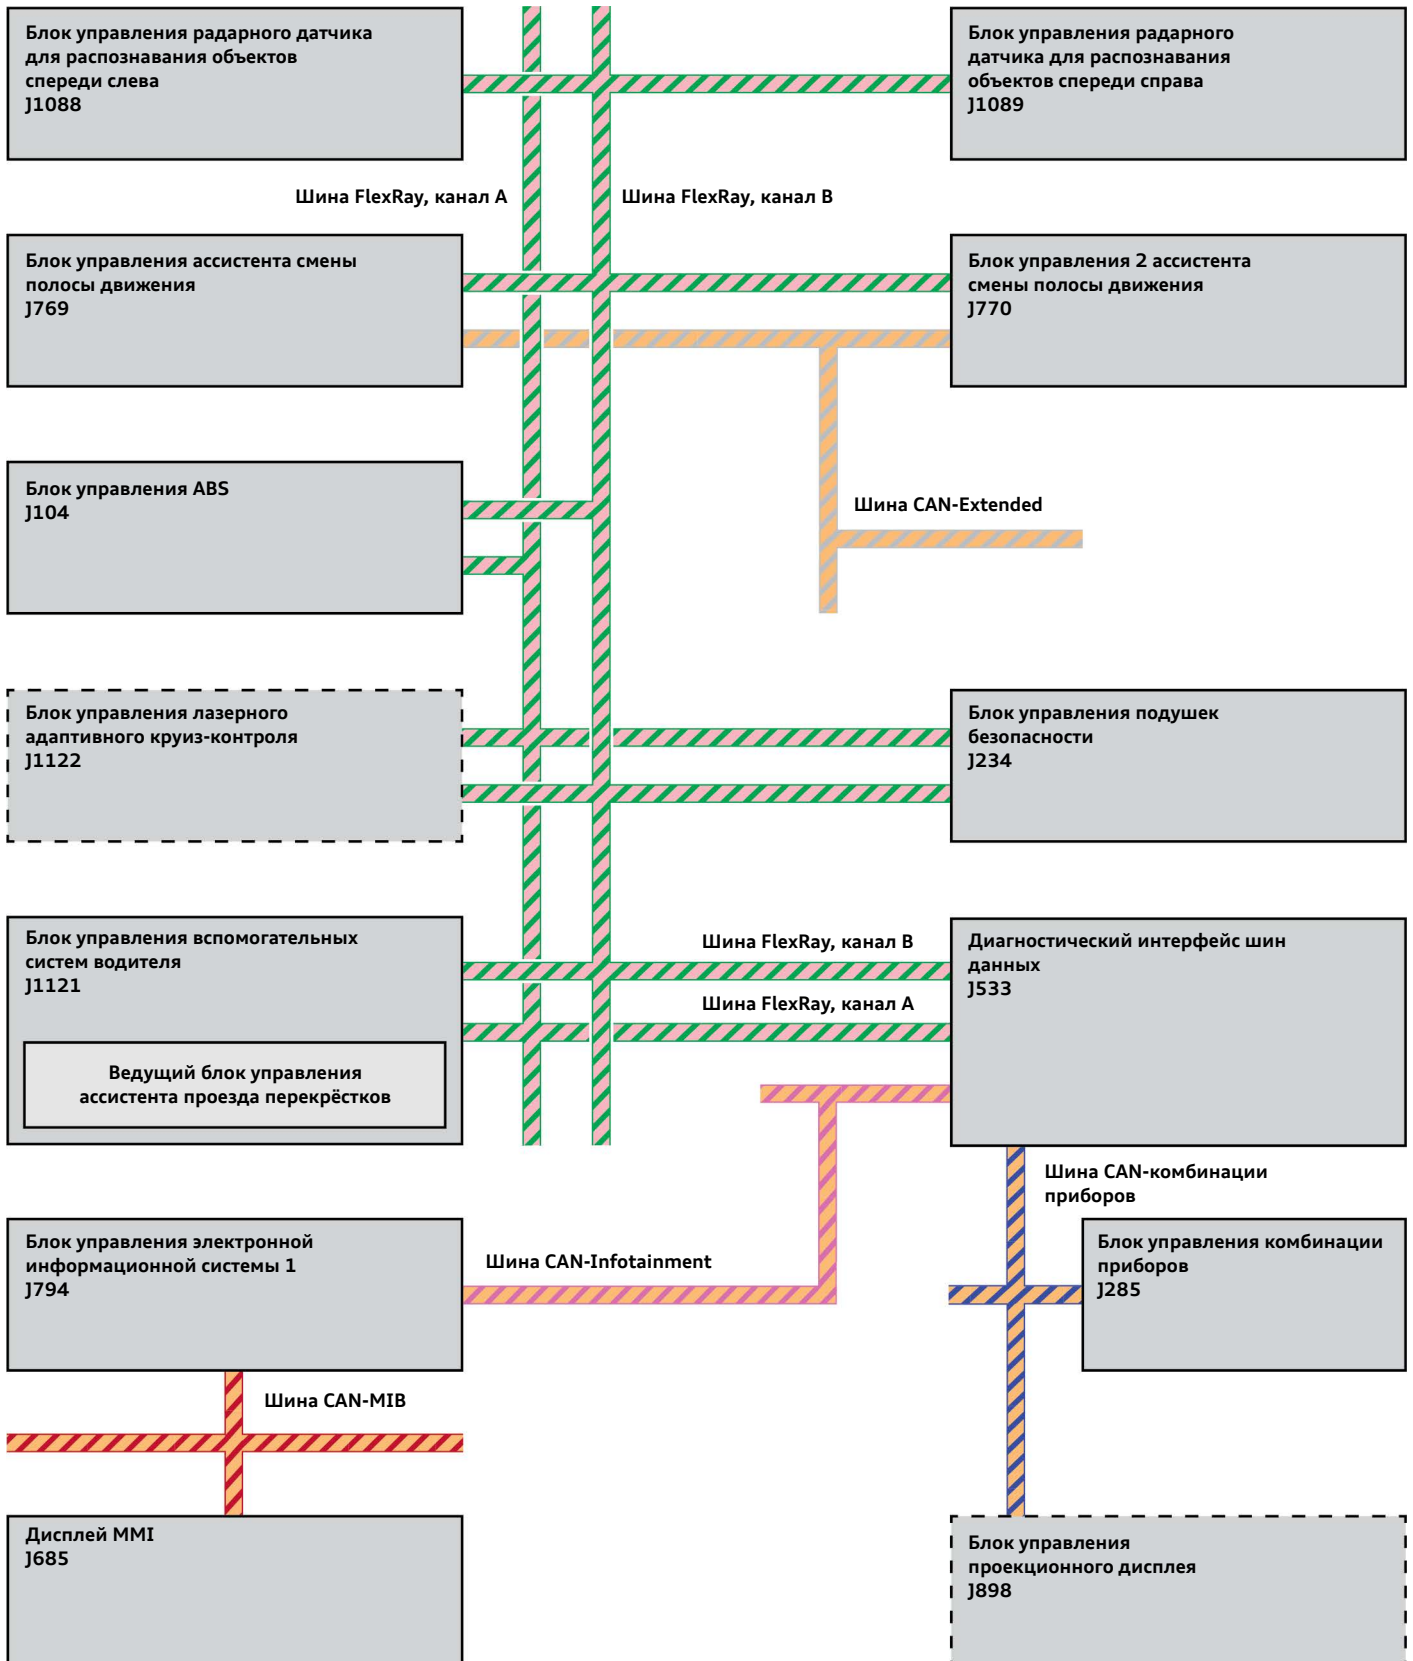 Блок управления радарного датчика
для распознавания объектов
спереди слева
J1088
Блок управления радарного
датчика для распознавания
объектов спереди справа
J1089
Шина FlexRay, канал A
Шина FlexRay, канал B
Блок управления ассистента смены
полосы движения
J769
Блок управления 2 ассистента
смены полосы движения
J770
Блок управления ABS
J104
Шина CAN-Extended
Блок управления лазерного
адаптивного круиз-контроля
J1122
Блок управления подушек
безопасности
J234
Блок управления вспомогательных
систем водителя
J1121
Ведущий блок управления
ассистента проезда перекрёстков
Шина FlexRay, канал B
Шина FlexRay, канал A
Диагностический интерфейс шин
данных
J533
Шина CAN-комбинации
приборов
Блок управления электронной
информационной системы 1
J794
Шина CAN-Infotainment
Блок управления комбинации
приборов
J285
Шина CAN-MIB
Дисплей MMI
J685
Блок управления
проекционного дисплея
J898